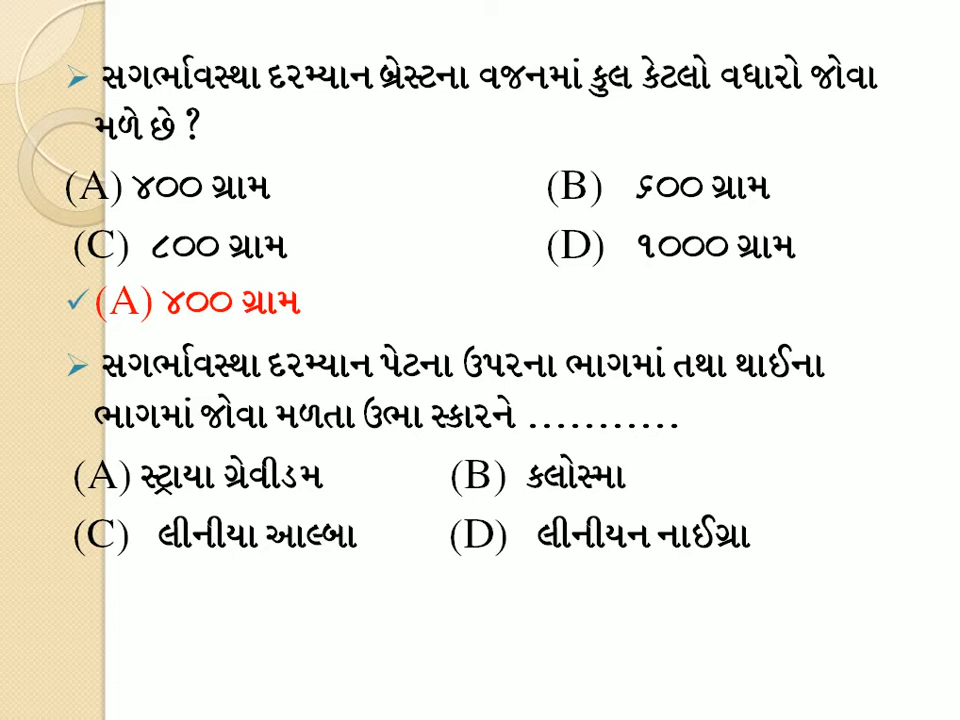 સગર્ભાવસ્થા દરમ્યાન બ્રેસ્ટના વજનમાં કુલ કેટલો વધારો જોવા
મળે છે ?
(A) ૪૦૦ ગ્રામ (B) ૬૦૦ ગ્રામ
(C) ૮૦૦ ગ્રામ (D) ૧૦૦૦ ગ્રામ
(A) ૪૦૦ ગ્રામ
સગર્ભાવસ્થા દરમ્યાન પેટના ઉપરના ભાગમાં તથા થાઈના
ભાગમાં જોવા મળતા ઉભા સ્કારને ...........
(A) સ્ટ્રાયા ગ્રેવીડમ (B) કલોસ્મા
(C) લીનીયા આલ્બા (D) લીનીયન નાઈગ્રા